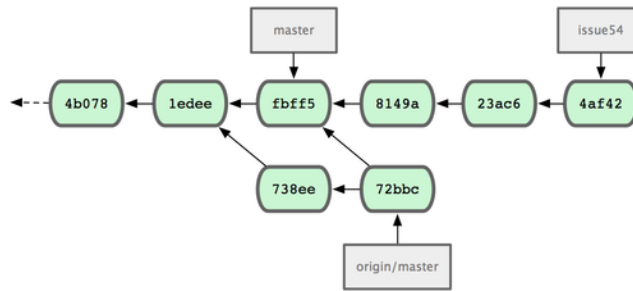 master
issue54
4b078
1edee
fbff5
8149a
23ac6
4af42
738ee
72bbc
origin/master